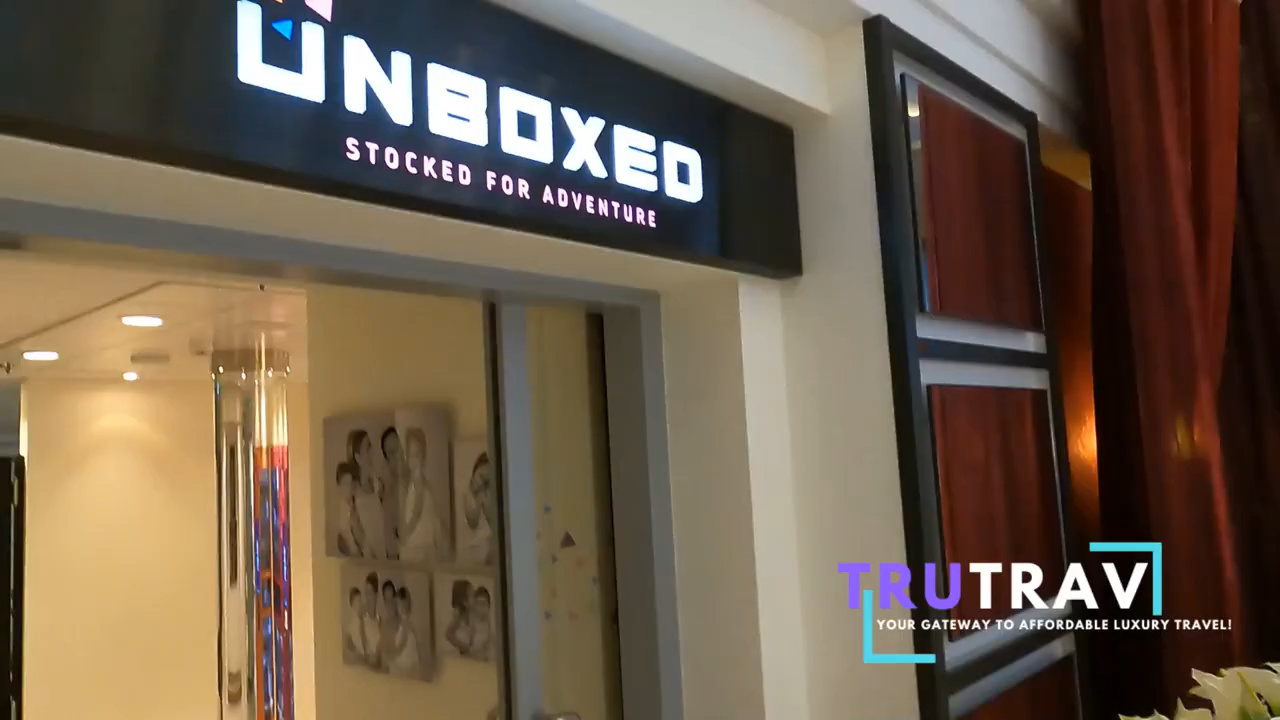 UNBOXED
STOCKED FOR ADVENTURE
TRUTRAV
YOUR GATEWAY TO AFFORDABLE LUXURY TRAVEL!